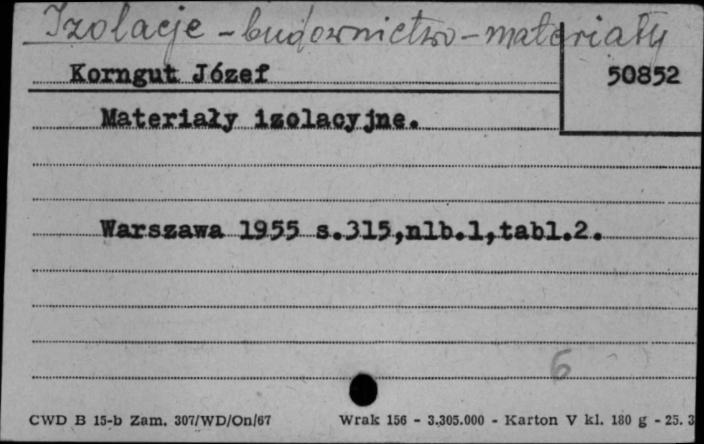 Izolacje - budownictwo - materiały
Korngut Józef
50852
Materiały izolacyjne.
Warszawa 1955 s.315,nlb.1,tabl.2.
6
CWD B 15-b Zam. 307/WD/On/67 Wrak 156 - 3.305.000 - Karton V kl. 180 g - 25. 3